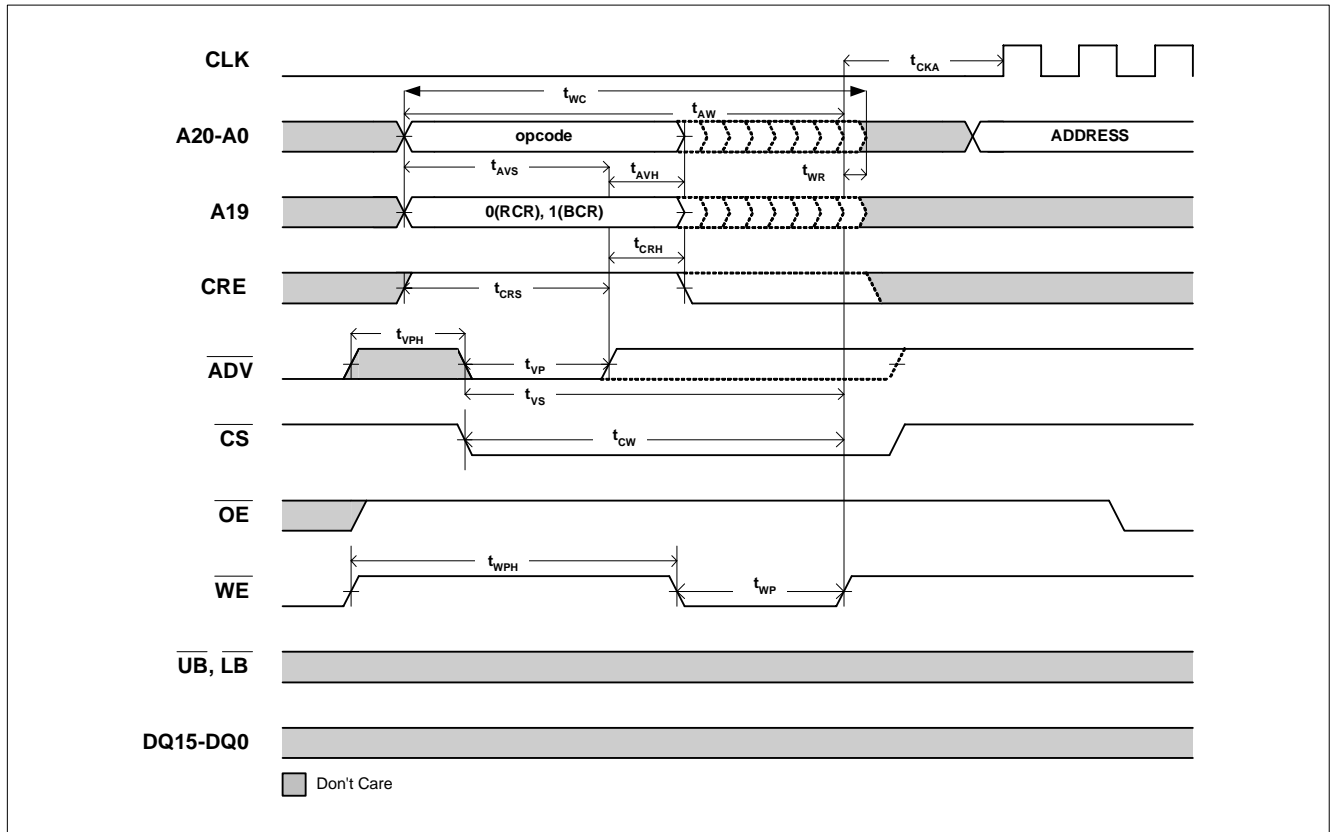 CLK
tCKA
tWC
tAW
A20-A0
opcode
ADDRESS
tAVS
tAVH
tWR
A19
0(RCR), 1(BCR)
tCRH
CRE
tCRS
tVPH
ADV
tVP
tVS
CS
tCW
OE
tWPH
WE
tWP
UB, LB
DQ15-DQ0
Don't Care